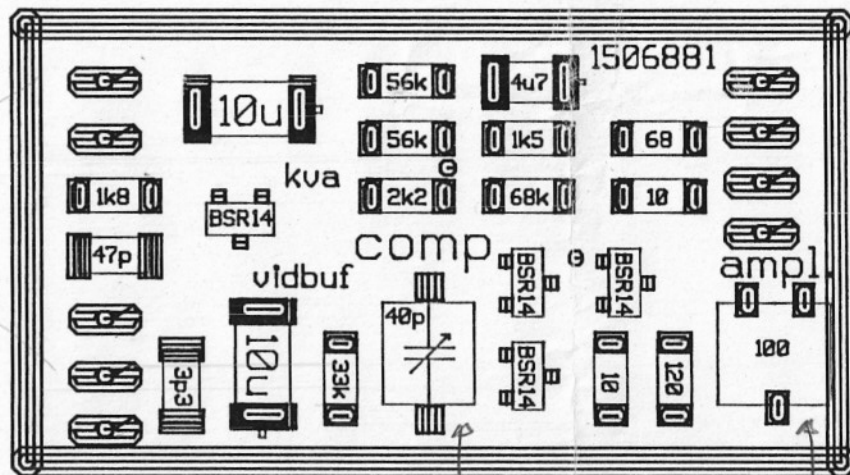 1506881
10u
56k
4u7
56k
1k5
68
kva
1k8
2k2
68k
10
BSR14
47p
comp
vidbuf
BSR14
BSR14
ampl.
40p
10u
33k
3p3
BSR14
10
120
100